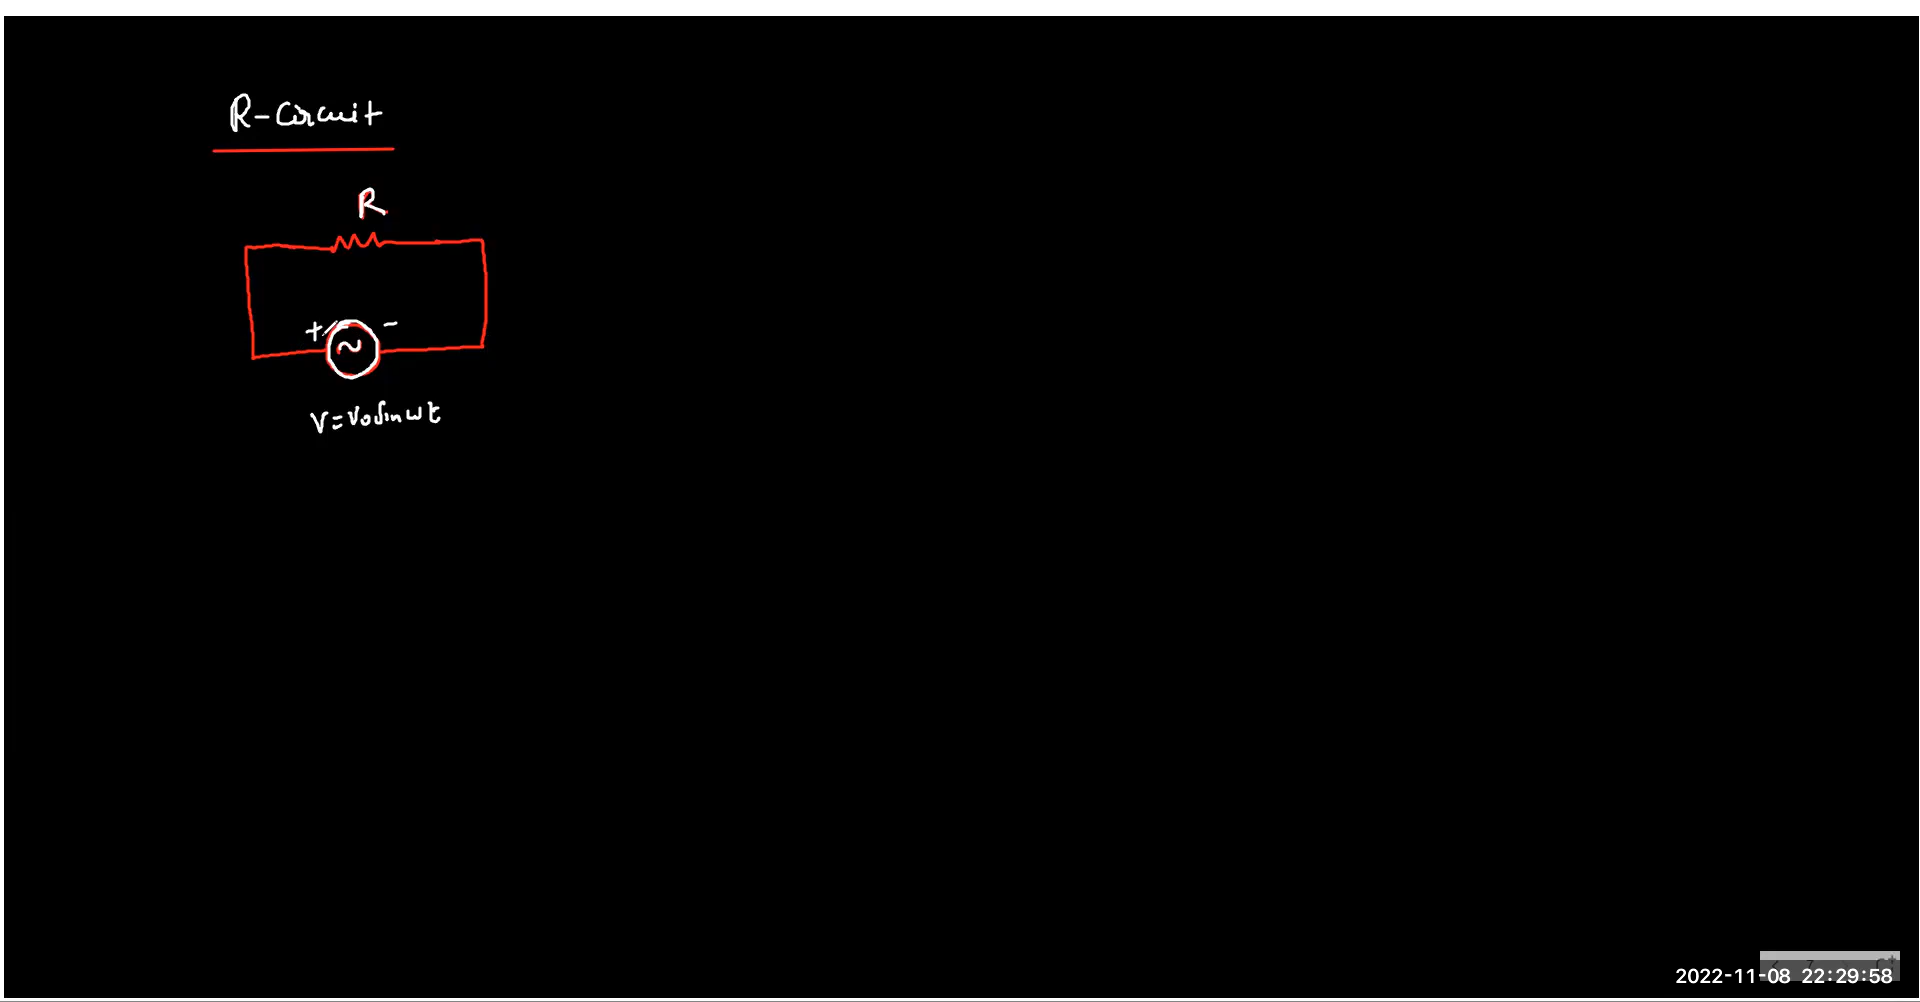 R-Circuit
R
+ ~ -
V=V₀sinωt
2022-11-08 22:29:58